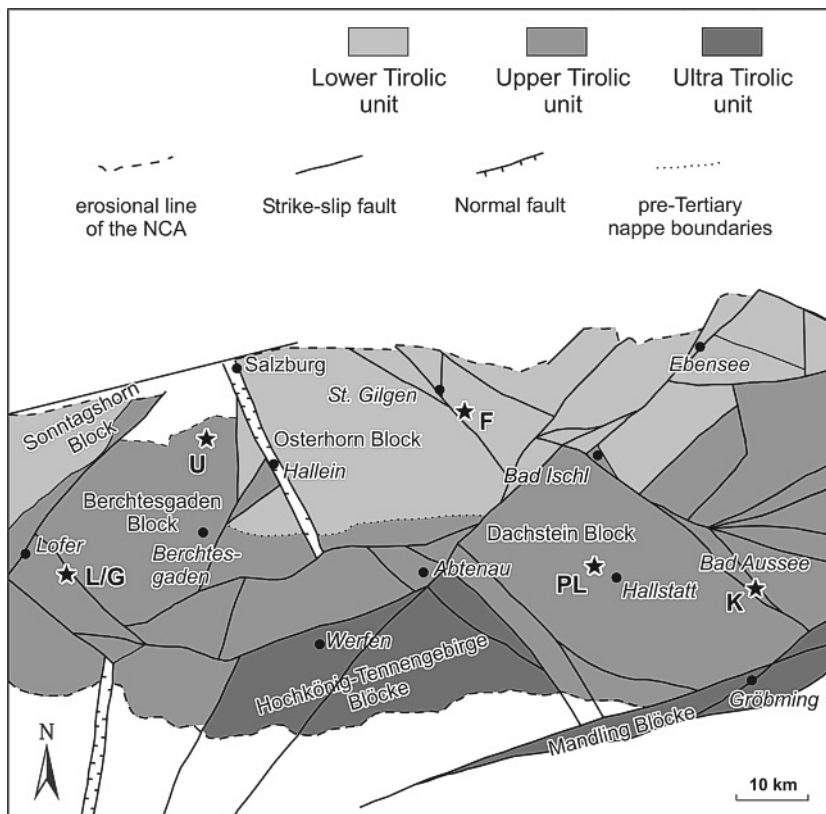 Lower Tirolic
unit
Upper Tirolic
unit
Ultra Tirolic
unit
erosional line
of the NCA
Strike-slip fault
Normal fault
pre-Tertiary
nappe boundaries
Salzburg
Ebensee
St. Gilgen
Sonntagshorn
Block
F
Osterhorn Block
U
Hallein
Bad Ischl
Berchtesgaden
Block
Dachstein Block
Lofer
Berchtes-
gaden
L/G
Abtenau
PL
Hallstatt
Bad Aussee
K
Werfen
Hochkönig-Tennengebirge
Blöcke
Gröbming
Mandling Blöcke
N
10 km